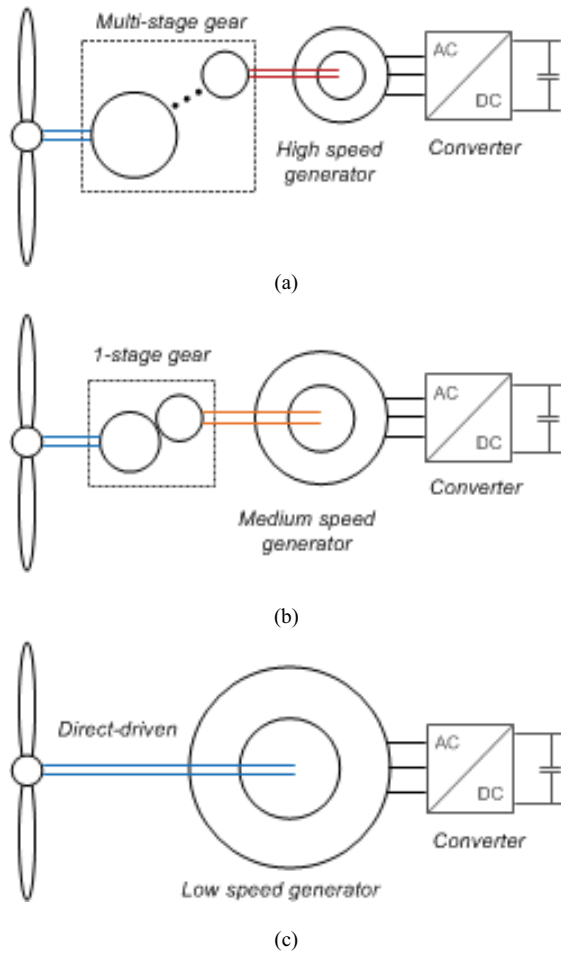 Multi-stage gear
AC
DC
High speed
generator
Converter
(a)
1-stage gear
AC
DC
Medium speed
generator
Converter
(b)
Direct-driven
AC
DC
Converter
Low speed generator
(c)